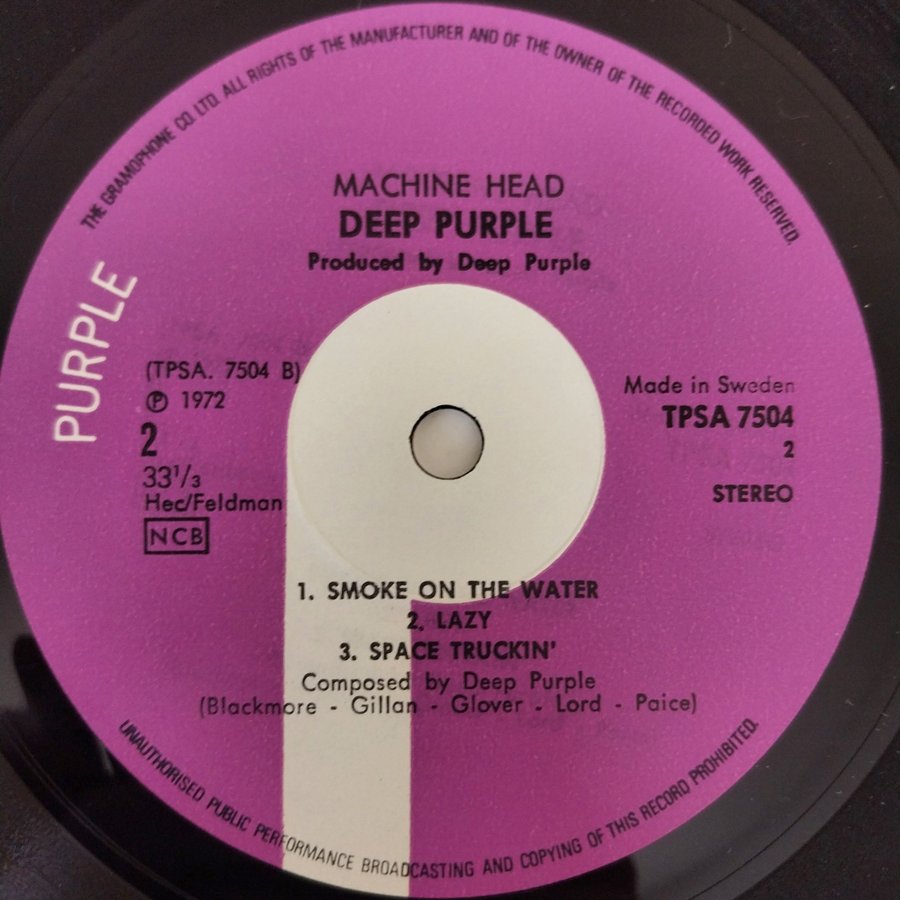 THE GRAMOPHONE CO. LTD. ALL RIGHTS OF THE MANUFACTURER AND OF THE OWNER OF THE RECORDED WORK RESERVED.
MACHINE HEAD
DEEP PURPLE
Produced by Deep Purple
PURPLE
(TPSA. 7504 B)
Ⓟ 1972
2
33¹/₃
Hec/Feldman
NCB
Made in Sweden
TPSA 7504
2
STEREO
1. SMOKE ON THE WATER
2. LAZY
3. SPACE TRUCKIN'
Composed by Deep Purple
(Blackmore - Gillan - Glover - Lord - Paice)
UNAUTHORISED PUBLIC PERFORMANCE BROADCASTING AND COPYING OF THIS RECORD PROHIBITED.